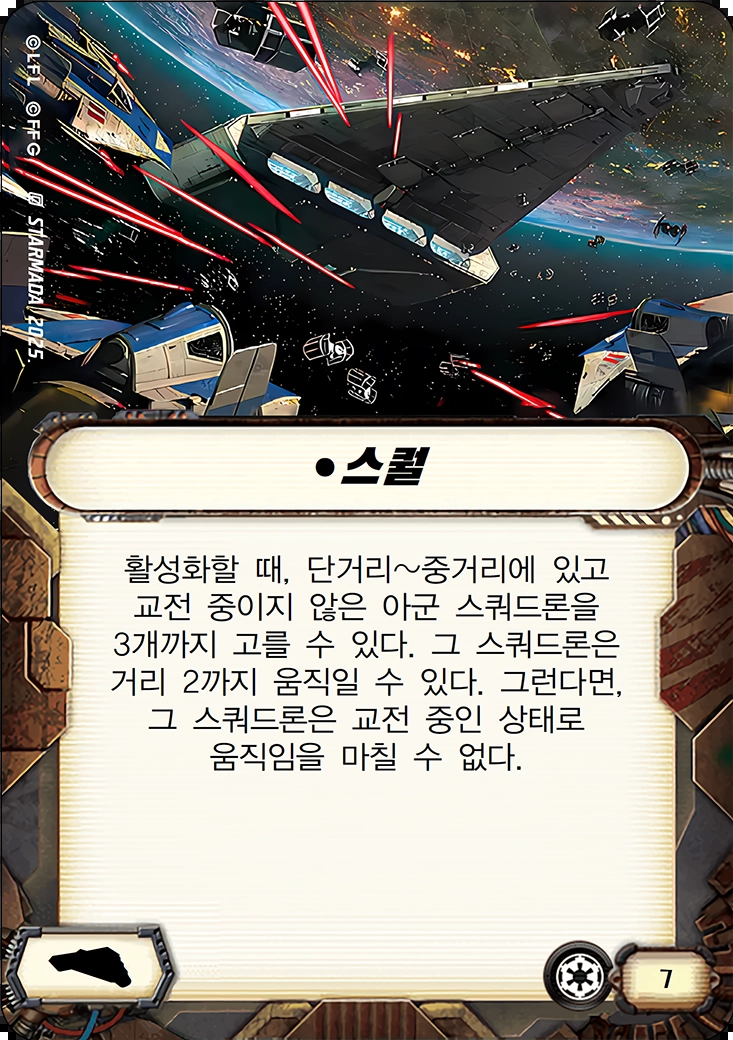 ©LFL ©FFG STARMADA 2025
•스퀄
활성화할 때, 단거리~중거리에 있고
교전 중이지 않은 아군 스쿼드론을
3개까지 고를 수 있다. 그 스쿼드론은
거리 2까지 움직일 수 있다. 그런다면,
그 스쿼드론은 교전 중인 상태로
움직임을 마칠 수 없다.
7